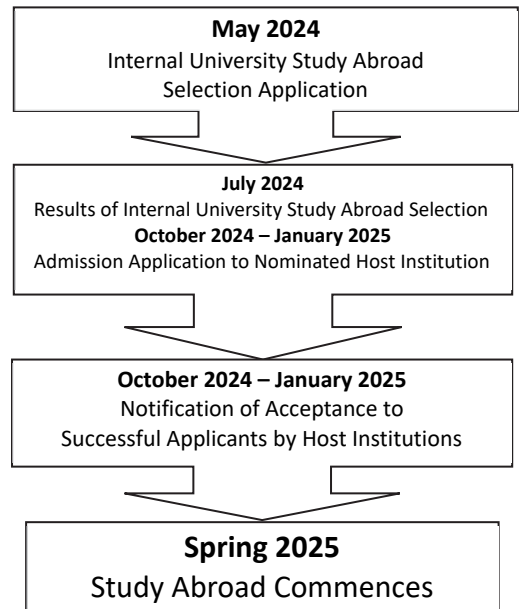 May 2024
Internal University Study Abroad
Selection Application
July 2024
Results of Internal University Study Abroad Selection
October 2024 – January 2025
Admission Application to Nominated Host Institution
October 2024 – January 2025
Notification of Acceptance to
Successful Applicants by Host Institutions
Spring 2025
Study Abroad Commences